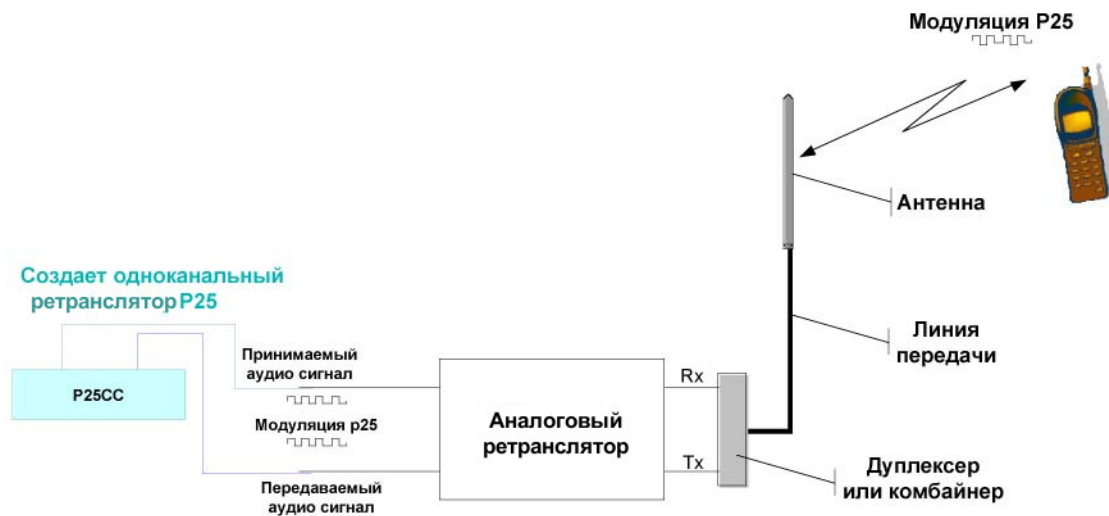 Модуляция P25
Антенна
Создает одноканальный
ретранслятор P25
Линия
передачи
Принимаемый
аудио сигнал
Rx
P25CC
Аналоговый
ретранслятор
Модуляция p25
Tx
Дуплексер
или комбайнер
Передаваемый
аудио сигнал